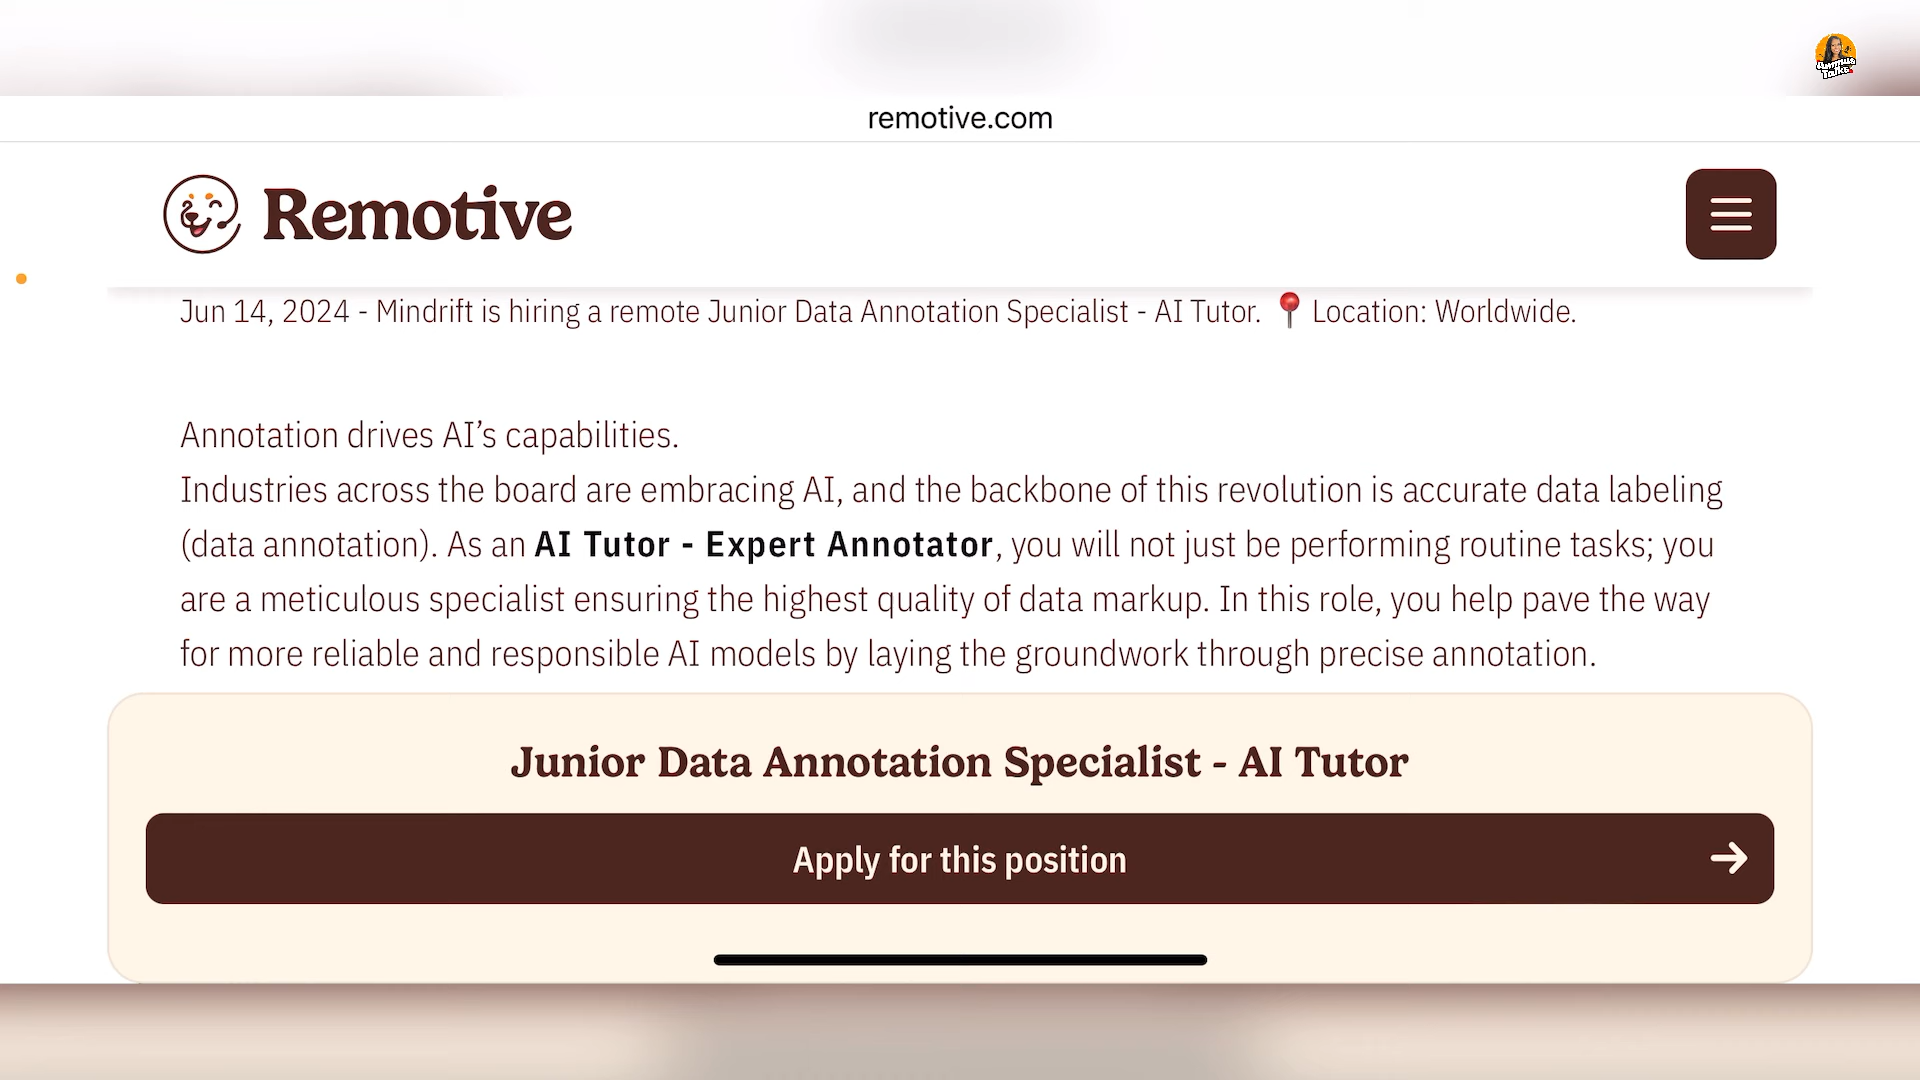 remotive.com
Remotive
Jun 14, 2024 - Mindrift is hiring a remote Junior Data Annotation Specialist - AI Tutor. 📍 Location: Worldwide.
Annotation drives AI’s capabilities.
Industries across the board are embracing AI, and the backbone of this revolution is accurate data labeling
(data annotation). As an AI Tutor - Expert Annotator, you will not just be performing routine tasks; you
are a meticulous specialist ensuring the highest quality of data markup. In this role, you help pave the way
for more reliable and responsible AI models by laying the groundwork through precise annotation.
Junior Data Annotation Specialist - AI Tutor
Apply for this position